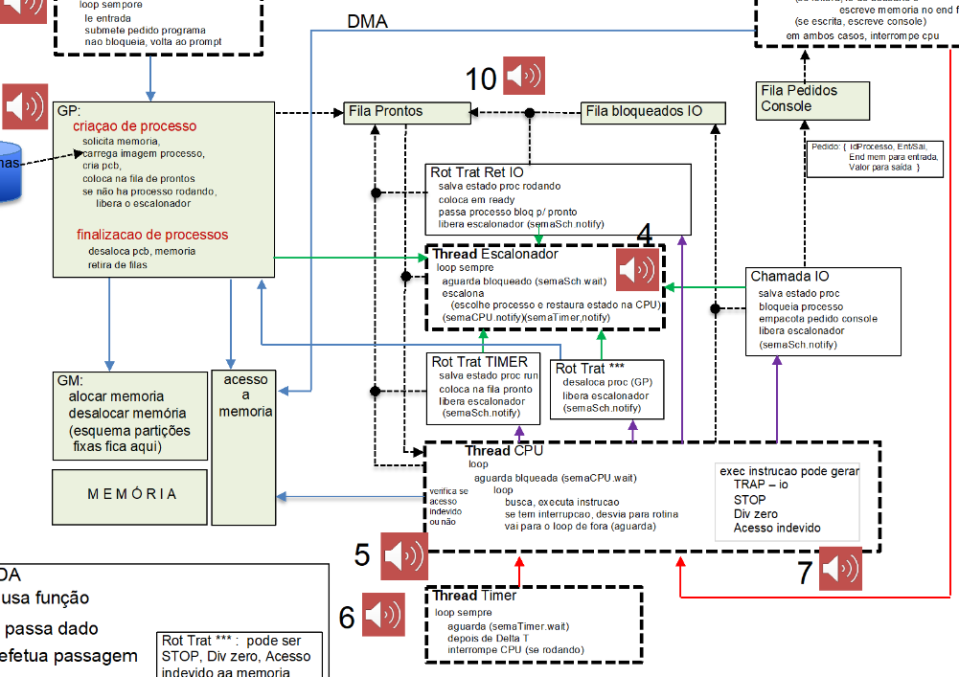 loop sempore
le entrada
submete pedido programa
nao bloqueia, volta ao prompt
DMA
escreve memoria no end f
(se escrita, escreve console)
em ambos casos, interrompe cpu
10
GP:
criaçao de processo
solicita memoria,
carrega imagem processo,
cria pcb,
coloca na fila de prontos
se não ha processo rodando,
libera o escalonador
finalizacao de processos
desaloca pcb, memoria
retira de filas
Fila Prontos
Fila bloqueados IO
Fila Pedidos
Console
Pedido: { idProcesso, Ent/Sai,
End mem para entrada,
Valor para saída }
nas
Rot Trat Ret IO
salva estado proc rodando
coloca em ready
passa processo bloq p/ pronto
libera escalonador (semaSch.notify)
4
Thread Escalonador
loop sempre
aguarda bloqueado (semaSch.wait)
escalona
(escolhe processo e restaura estado na CPU)
(semaCPU.notify)(semaTimer,notify)
Chamada IO
salva estado proc
bloqueia processo
empacota pedido console
libera escalonador
(semaSch.notify)
Rot Trat TIMER
salva estado proc run
coloca na fila pronto
libera escalonador
(semaSch.notify)
Rot Trat ***
desaloca proc (GP)
libera escalonador
(semaSch.notify)
GM:
alocar memoria
desalocar memória
(esquema partições
fixas fica aqui)
acesso
a
memoria
MEMÓRIA
Thread CPU
loop
aguarda blqueada (semaCPU.wait)
loop
busca, executa instrucao
se tem interrupcao, desvia para rotina
vai para o loop de fora (aguarda)
verifica se
acesso
indevido
ou não
exec instrucao pode gerar
TRAP – io
STOP
Div zero
Acesso indevido
5
7
6
Thread Timer
loop sempre
aguarda (semaTimer.wait)
depois de Delta T
interrompe CPU (se rodando)
DA
usa função
passa dado
efetua passagem
Rot Trat *** : pode ser
STOP, Div zero, Acesso
indevido aa memoria